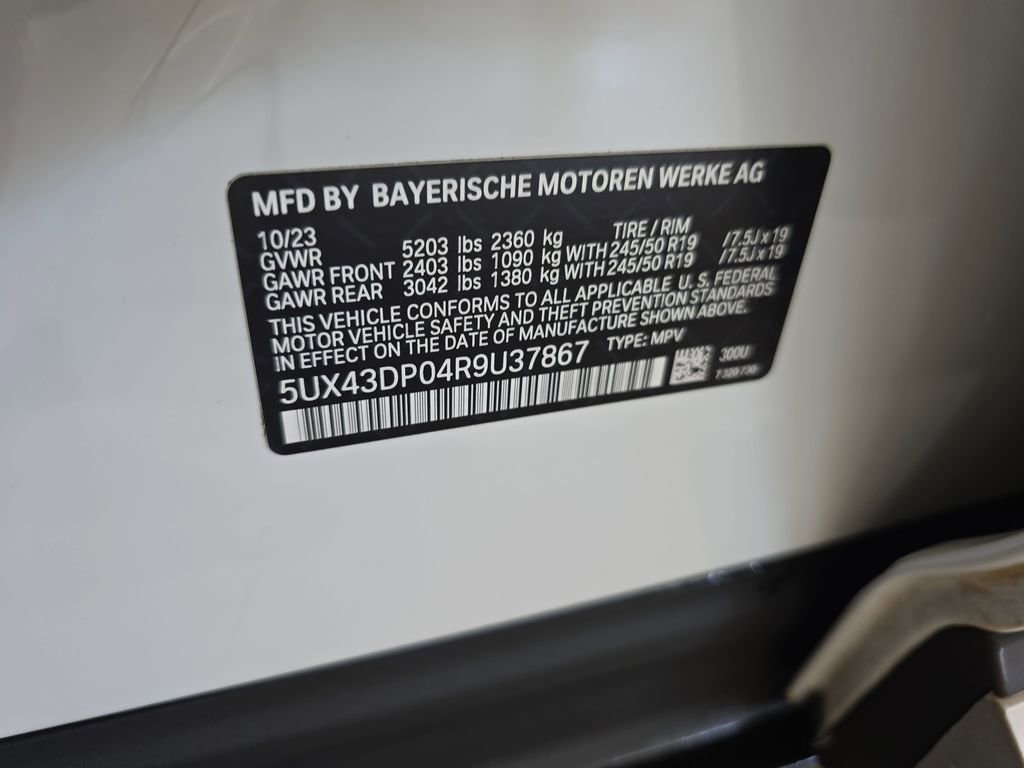 MFD BY BAYERISCHE MOTOREN WERKE AG
10/23 TIRE / RIM
GVWR 5203 lbs 2360 kg
GAWR FRONT 2403 lbs 1090 kg WITH 245/50 R19 /7.5J x 19
GAWR REAR 3042 lbs 1380 kg WITH 245/50 R19 /7.5J x 19
THIS VEHICLE CONFORMS TO ALL APPLICABLE U. S. FEDERAL
MOTOR VEHICLE SAFETY AND THEFT PREVENTION STANDARDS
IN EFFECT ON THE DATE OF MANUFACTURE SHOWN ABOVE.
5UX43DP04R9U37867 TYPE: MPV
300U